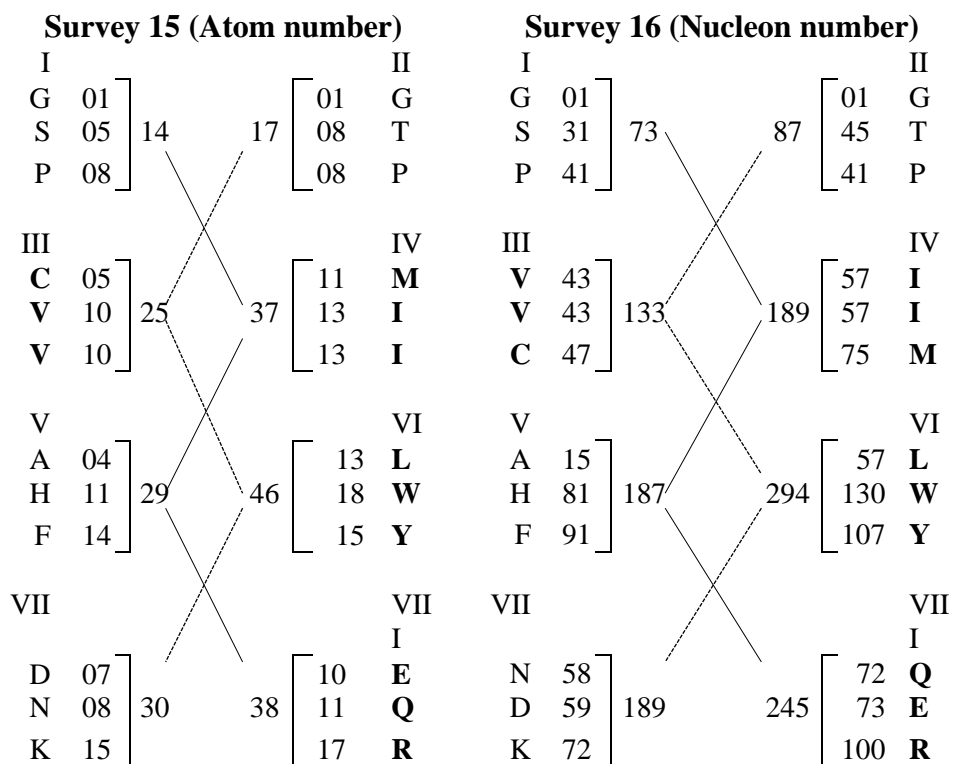 Survey 15 (Atom number) Survey 16 (Nucleon number)
I II I II
G 01 01 G G 01 01 G
S 05 14 17 08 T S 31 73 87 45 T
P 08 08 P P 41 41 P
III IV III IV
C 05 11 M V 43 57 I
V 10 25 37 13 I V 43 133 189 57 I
V 10 13 I C 47 75 M
V VI V VI
A 04 13 L A 15 57 L
H 11 29 46 18 W H 81 187 294 130 W
F 14 15 Y F 91 107 Y
VII VII VII VII
I I
D 07 10 E N 58 72 Q
N 08 30 38 11 Q D 59 189 245 73 E
K 15 17 R K 72 100 R